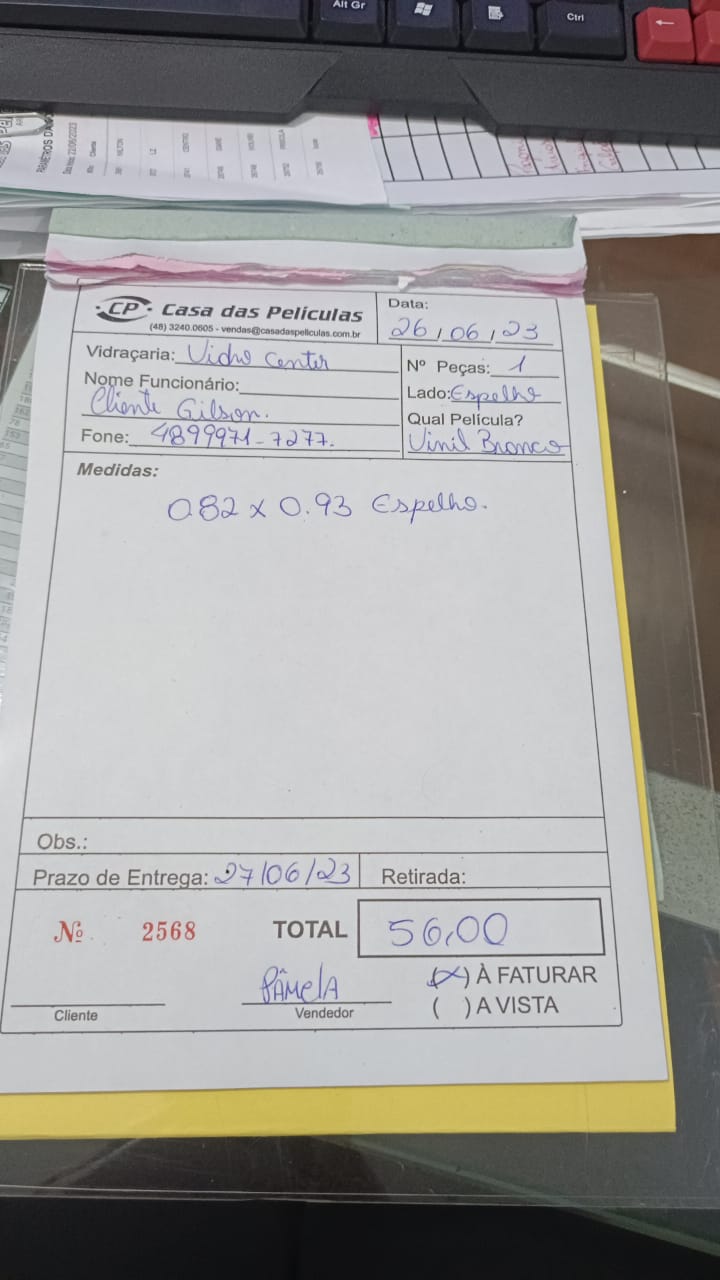 Alt Gr
Ctrl
CP Casa das Películas
(48) 3240.0605 - vendas@casadaspeliculas.com.br
Data:
26/06/23
Vidraçaria: Vidro Center
Nome Funcionário:
Cliente Gilson.
Fone: 4899971-7277.
Nº Peças: 1
Lado: Espelho
Qual Película?
Vinil Branco
Medidas:
0.82 x 0.93 Espelho.
Obs.:
Prazo de Entrega: 27/06/23
Retirada:
Nº. 2568
TOTAL 56,00
Pâmela
Cliente
Vendedor
(X) À FATURAR
( ) A VISTA